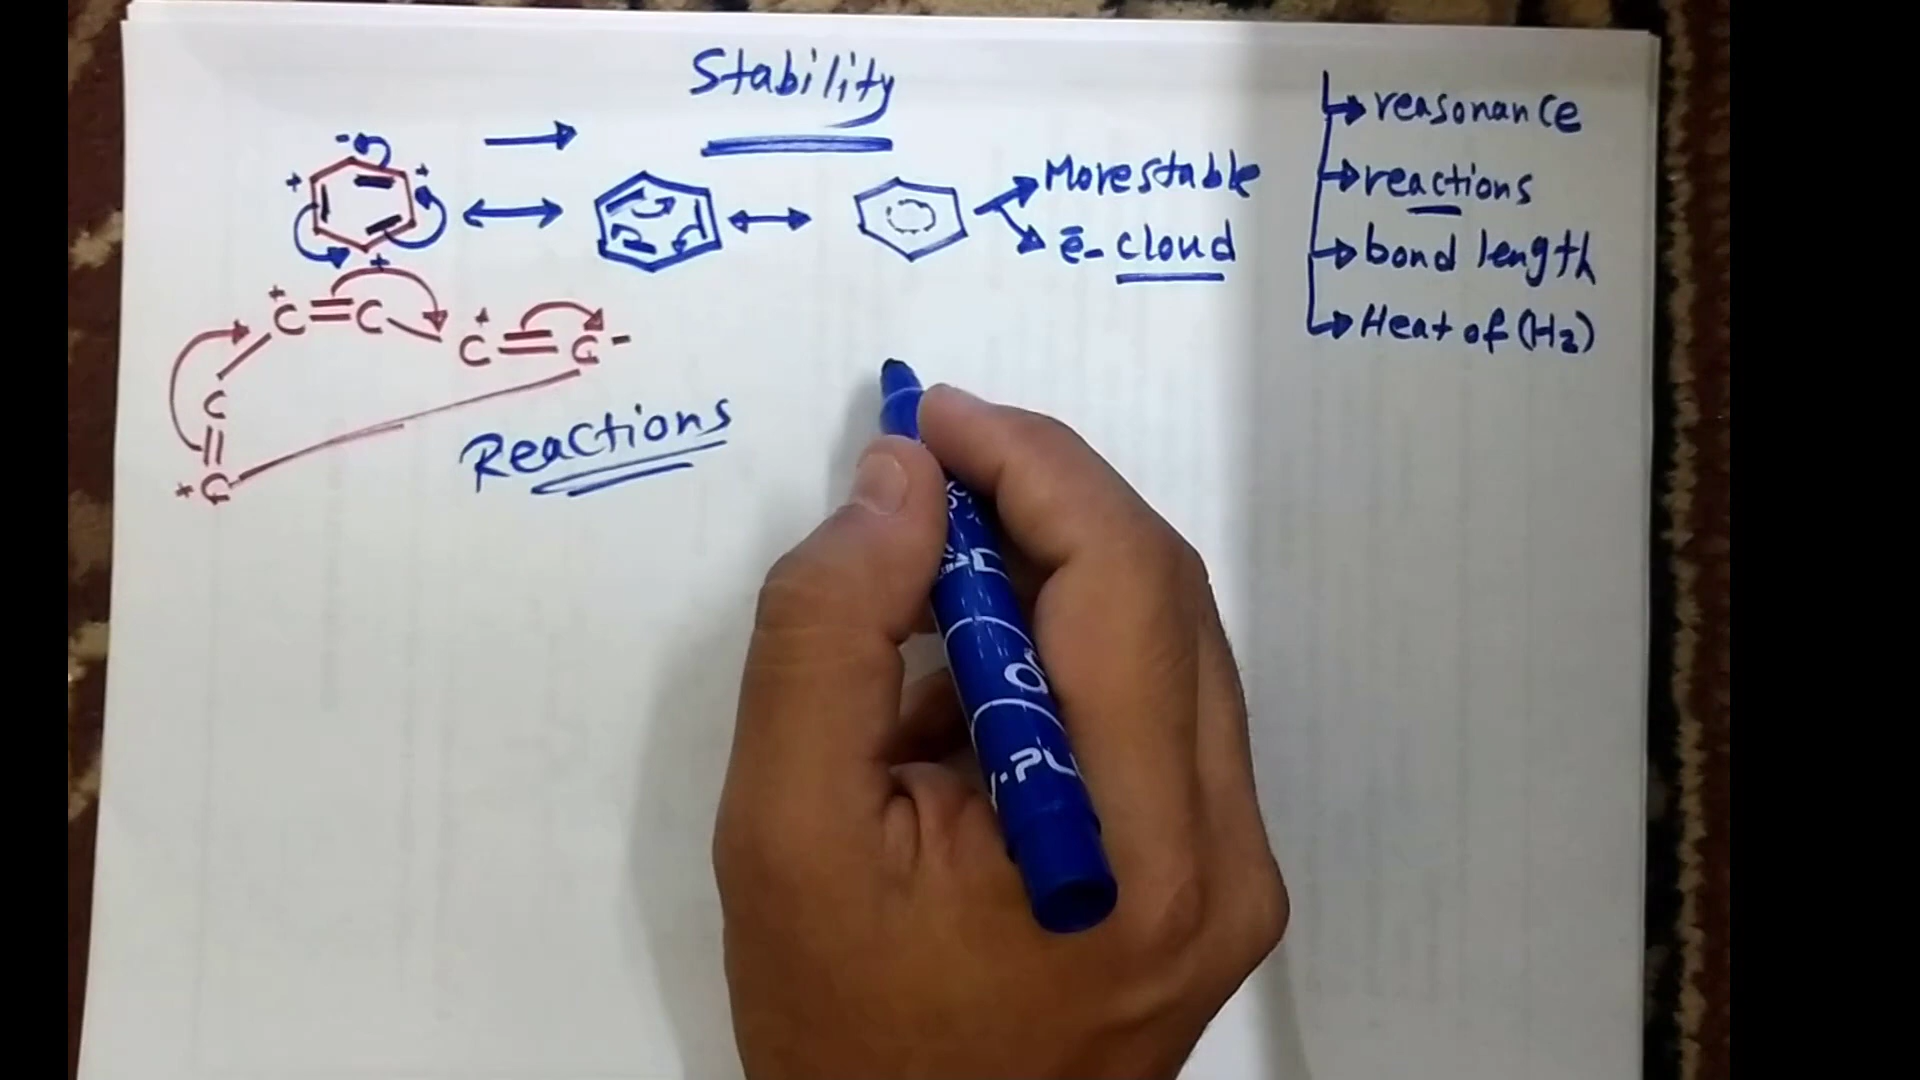 Stability
reasonance
reactions
bond length
Heat of (H2)
More stable
ē- cloud
+ C = C
+ C = C -
C
=
+ C
Reactions